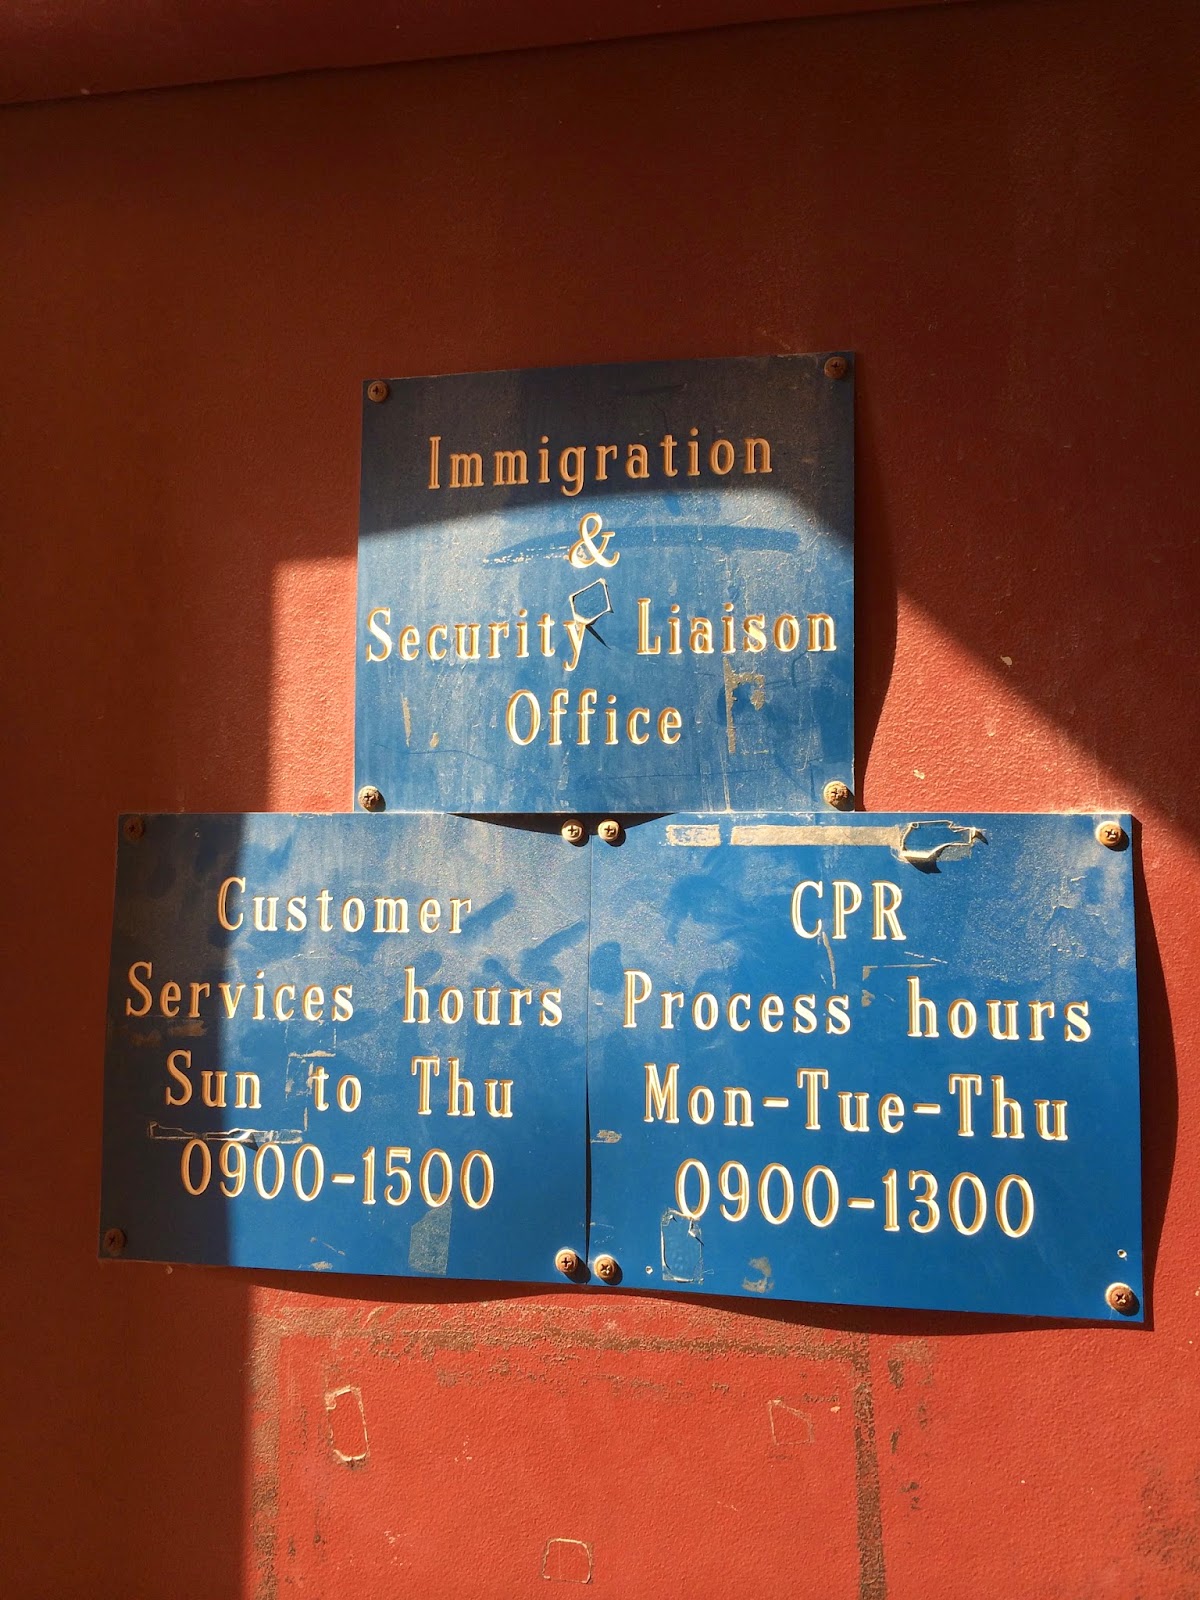 Immigration
&
Security Liaison
Office
Customer
Services hours
Sun to Thu
0900-1500
CPR
Process hours
Mon-Tue-Thu
0900-1300